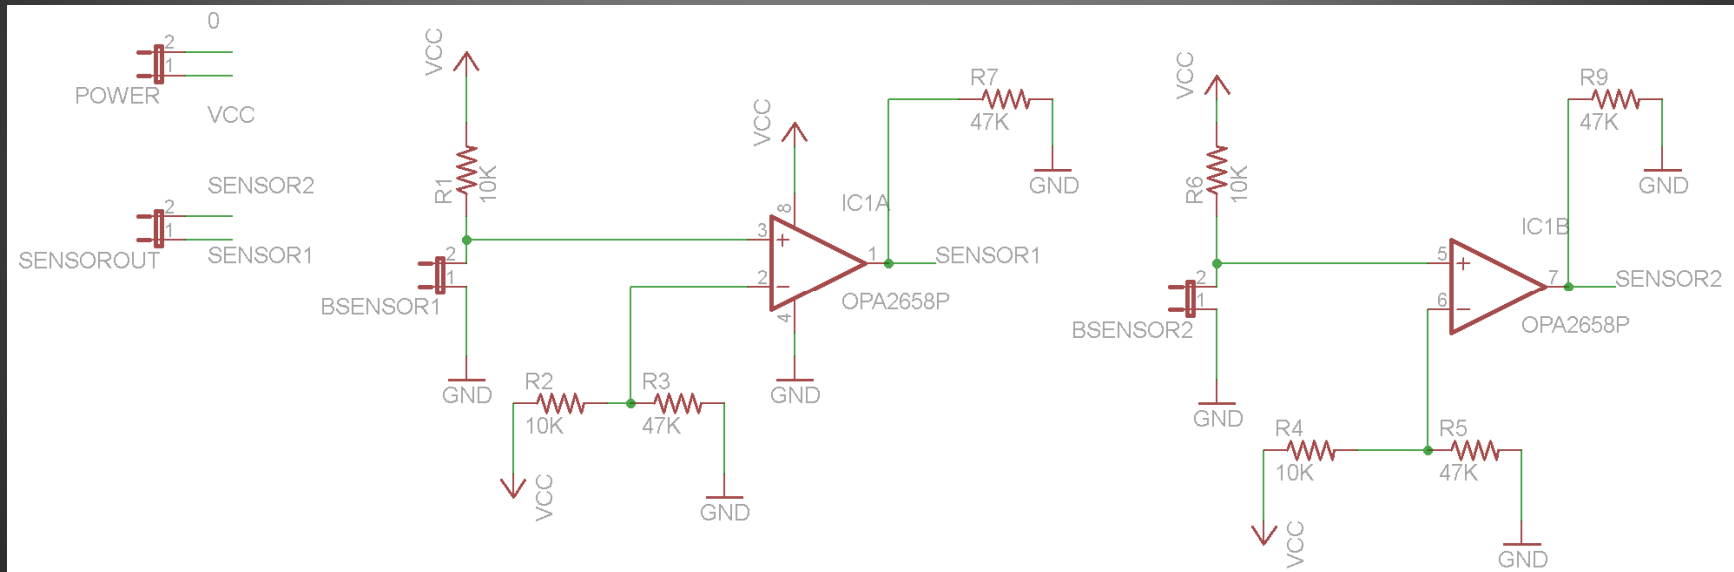 0
2
1
POWER
VCC
SENSOR2
2
1
SENSOROUT
SENSOR1
VCC
R1
10K
2
1
BSENSOR1
GND
VCC
8
IC1A
3
2
1
SENSOR1
4
OPA2658P
GND
R2
10K
R3
47K
VCC
GND
R7
47K
GND
VCC
R6
10K
2
1
BSENSOR2
GND
IC1B
5
6
7
SENSOR2
OPA2658P
R4
10K
R5
47K
VCC
GND
R9
47K
GND